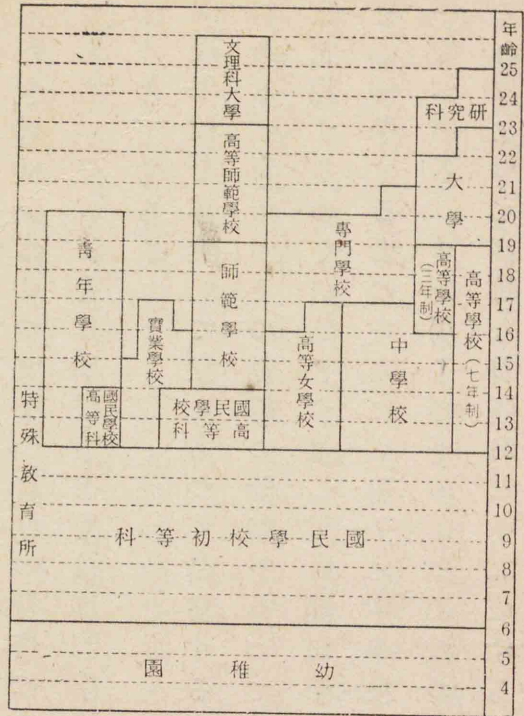 年齢
25
24
23
22
21
20
19
18
17
16
15
14
13
12
11
10
9
8
7
6
5
4
文理科大學
高等師範學校
師範學校
科究研
大學
高等學校
(三年制)
高等學校(七年制)
專門學校
中學校
高等女學校
實業學校
靑年學校
國民學校
高等科
校學民國
科等高
特殊敎育所
科等初校學民國
園稚幼